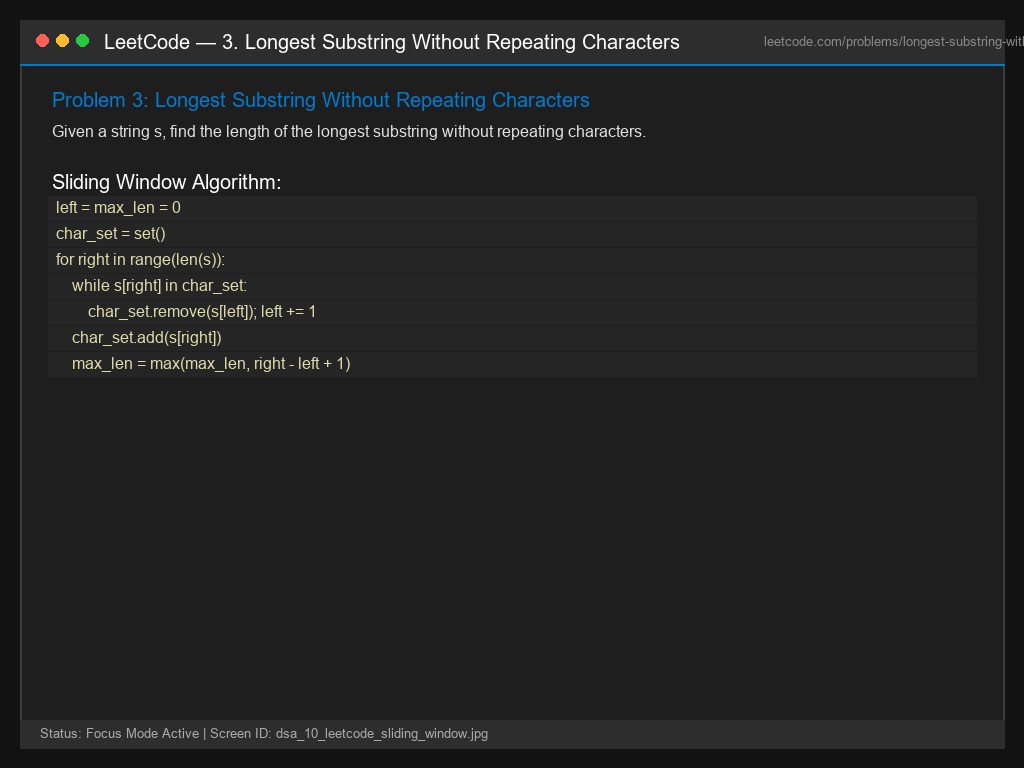 LeetCode — 3. Longest Substring Without Repeating Characters
leetcode.com/problems/longest-substring-with
Problem 3: Longest Substring Without Repeating Characters
Given a string s, find the length of the longest substring without repeating characters.
Sliding Window Algorithm:
left = max_len = 0
char_set = set()
for right in range(len(s)):
    while s[right] in char_set:
        char_set.remove(s[left]); left += 1
    char_set.add(s[right])
    max_len = max(max_len, right - left + 1)
Status: Focus Mode Active | Screen ID: dsa_10_leetcode_sliding_window.jpg